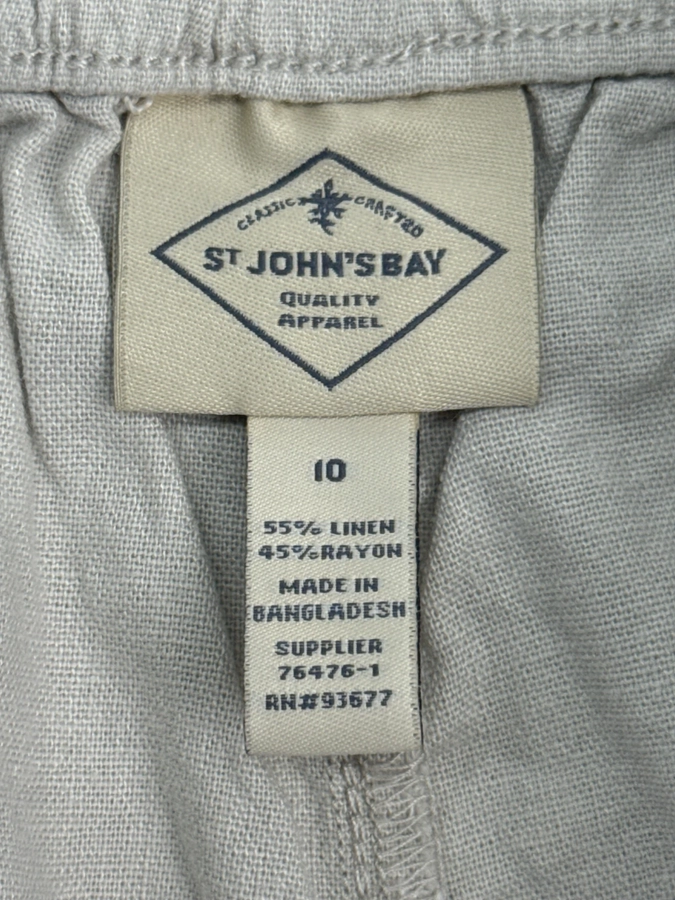 CLASSIC CRAFTED
ST JOHN'S BAY
QUALITY
APPAREL
10
55% LINEN
45% RAYON
MADE IN
BANGLADESH
SUPPLIER
76476-1
RN#93677